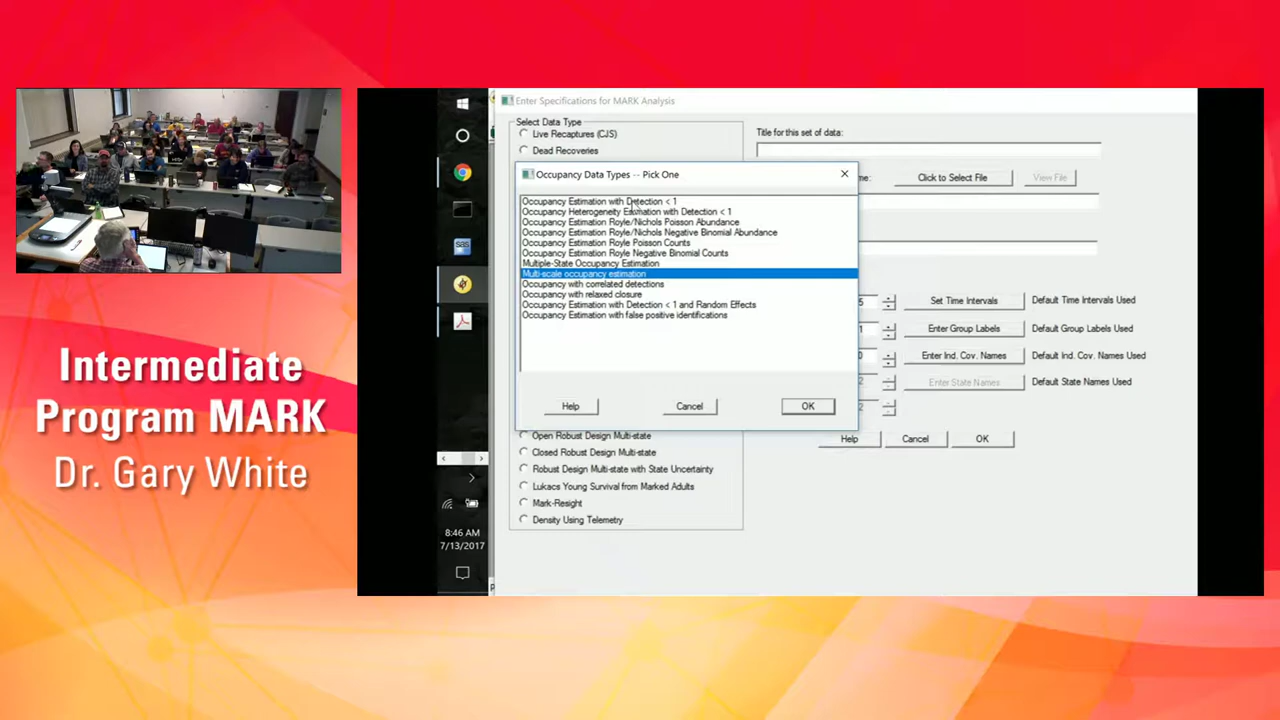 Intermediate
Program MARK
Dr. Gary White
Enter Specifications for MARK Analysis
Select Data Type
Live Recaptures (CJS)
Dead Recoveries
Title for this set of data:
Click to Select File
View File
Occupancy Data Types -- Pick One
Occupancy Estimation with Detection < 1
Occupancy Heterogeneity Estimation with Detection < 1
Occupancy Estimation Royle/Nichols Poisson Abundance
Occupancy Estimation Royle/Nichols Negative Binomial Abundance
Occupancy Estimation Royle Poisson Counts
Occupancy Estimation Royle Negative Binomial Counts
Multiple-State Occupancy Estimation
Multi-scale occupancy estimation
Occupancy with correlated detections
Occupancy with relaxed closure
Occupancy Estimation with Detection < 1 and Random Effects
Occupancy Estimation with false positive identifications
Help Cancel OK
5 Set Time Intervals Default Time Intervals Used
1 Enter Group Labels Default Group Labels Used
0 Enter Ind. Cov. Names Default Ind. Cov. Names Used
2 Enter State Names Default State Names Used
2
Help Cancel OK
Open Robust Design Multi-state
Closed Robust Design Multi-state
Robust Design Multi-state with State Uncertainty
Lukacs Young Survival from Marked Adults
Mark-Resight
Density Using Telemetry
SAS
8:46 AM
7/13/2017